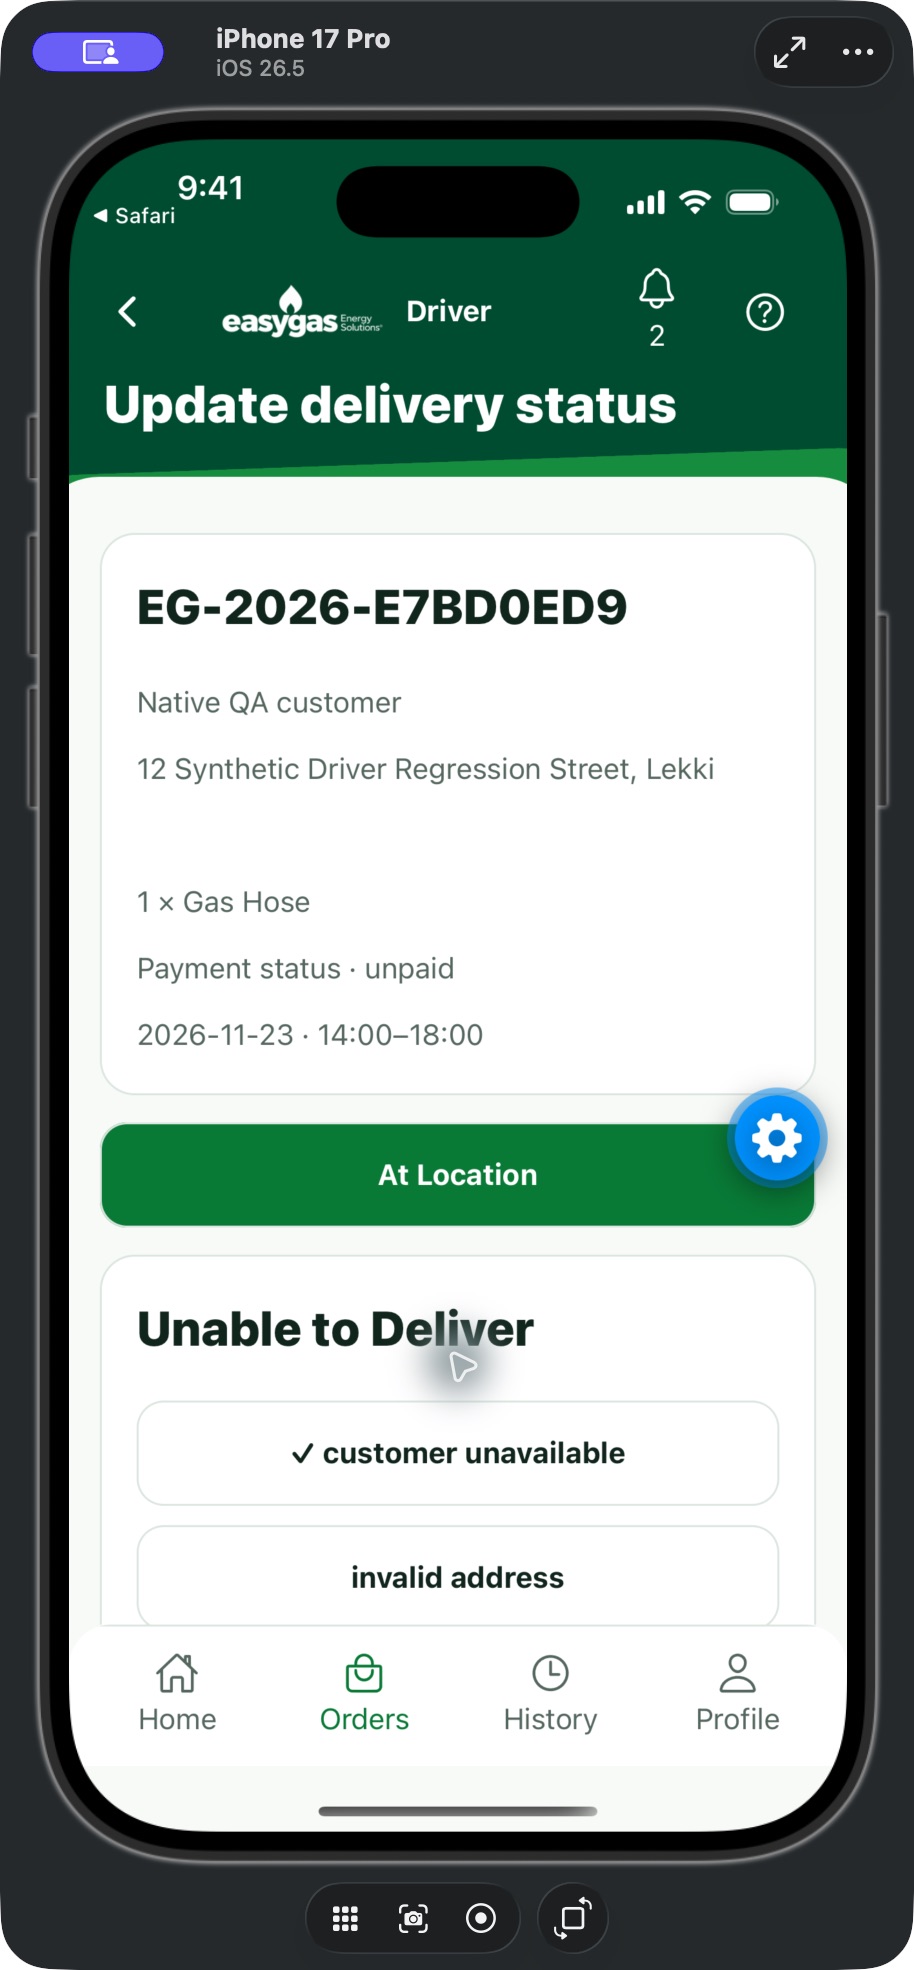 iPhone 17 Pro
iOS 26.5
9:41
◀ Safari
easygas Energy Solutions
Driver
2
Update delivery status
EG-2026-E7BD0ED9
Native QA customer
12 Synthetic Driver Regression Street, Lekki
1 × Gas Hose
Payment status · unpaid
2026-11-23 · 14:00–18:00
At Location
Unable to Deliver
✓ customer unavailable
invalid address
Home
Orders
History
Profile